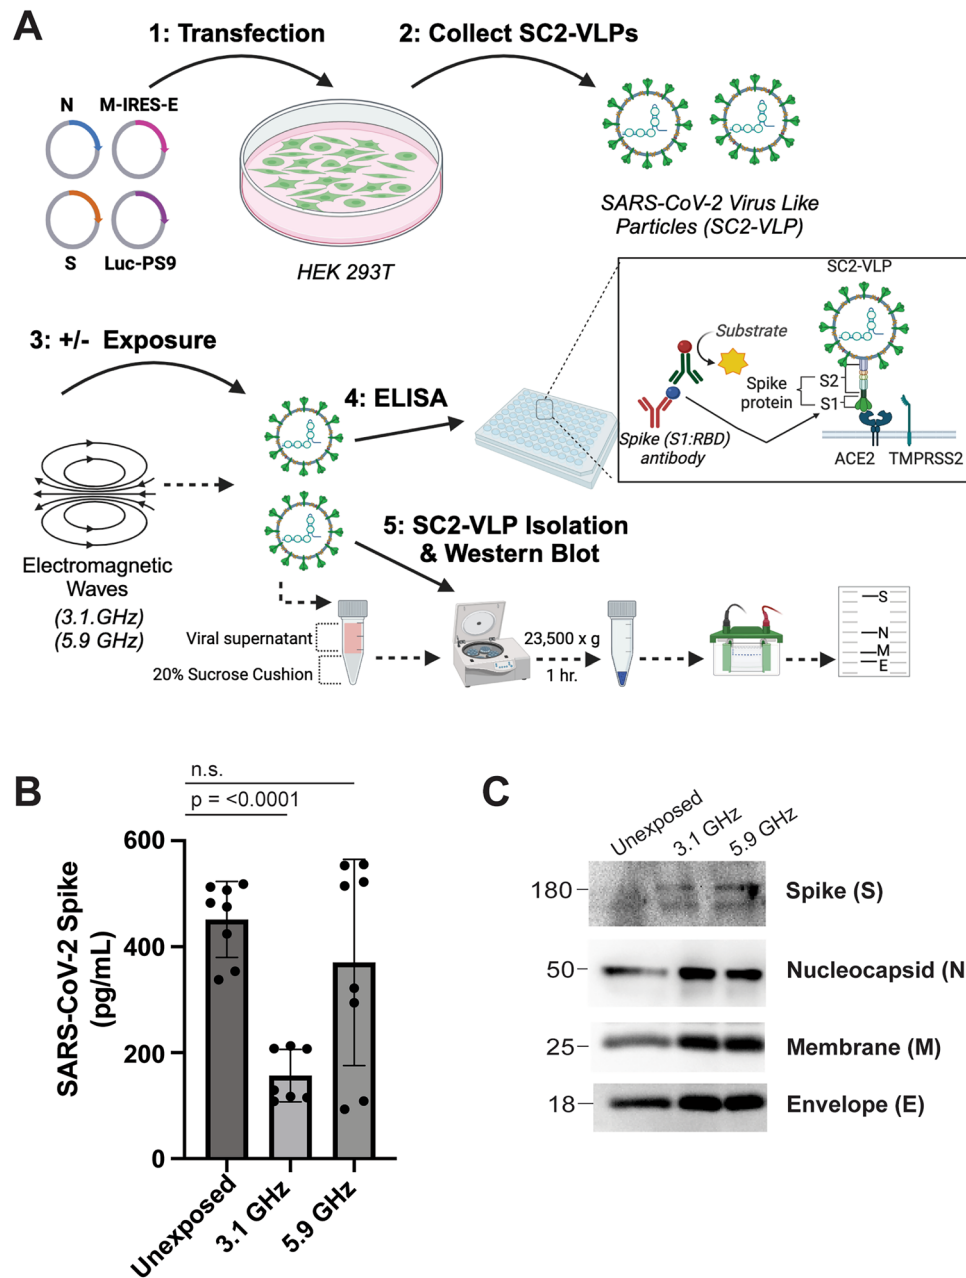 A
1: Transfection
2: Collect SC2-VLPs
N
M-IRES-E
S
Luc-PS9
HEK 293T
SARS-CoV-2 Virus Like
Particles (SC2-VLP)
3: +/- Exposure
4: ELISA
SC2-VLP
Substrate
Spike
protein
S2
S1
Spike (S1:RBD)
antibody
ACE2
TMPRSS2
Electromagnetic
Waves
(3.1.GHz)
(5.9 GHz)
5: SC2-VLP Isolation
& Western Blot
Viral supernatant
20% Sucrose Cushion
23,500 x g
1 hr.
S
N
M
E
B
n.s.
p = <0.0001
SARS-CoV-2 Spike
(pg/mL)
600
400
200
0
Unexposed
3.1 GHz
5.9 GHz
C
Unexposed
3.1 GHz
5.9 GHz
180
Spike (S)
50
Nucleocapsid (N
25
Membrane (M)
18
Envelope (E)